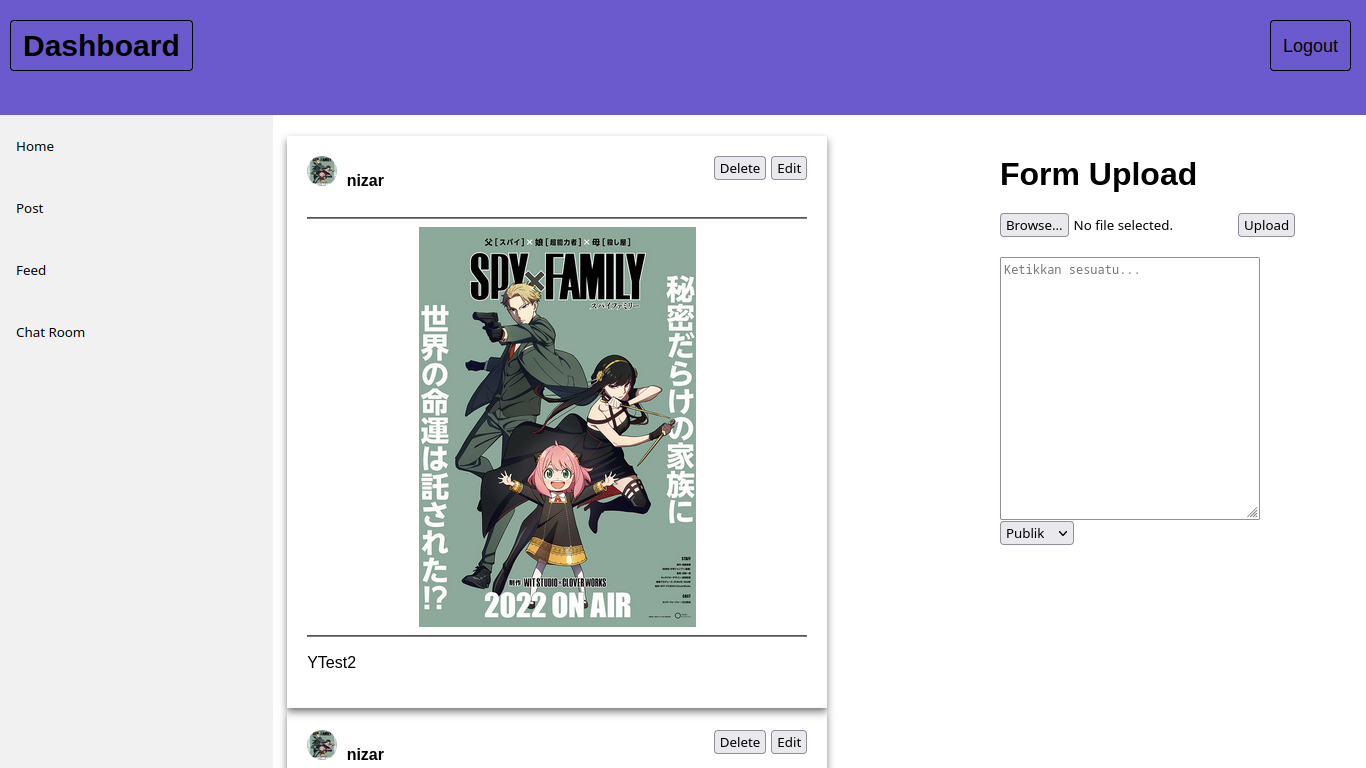 Dashboard
Logout
Home
Post
Feed
Chat Room
nizar
Delete
Edit
父[スパイ]×娘[超能力者]×母[殺し屋]
SPY×FAMILY
スパイファミリー
秘密だらけの家族に
世界の命運は託された!?
STAFF
CAST
制作 WIT STUDIO・CLOVERWORKS
2022 ON AIR
YTest2
nizar
Delete
Edit
Form Upload
Browse...
No file selected.
Upload
Ketikkan sesuatu...
Publik